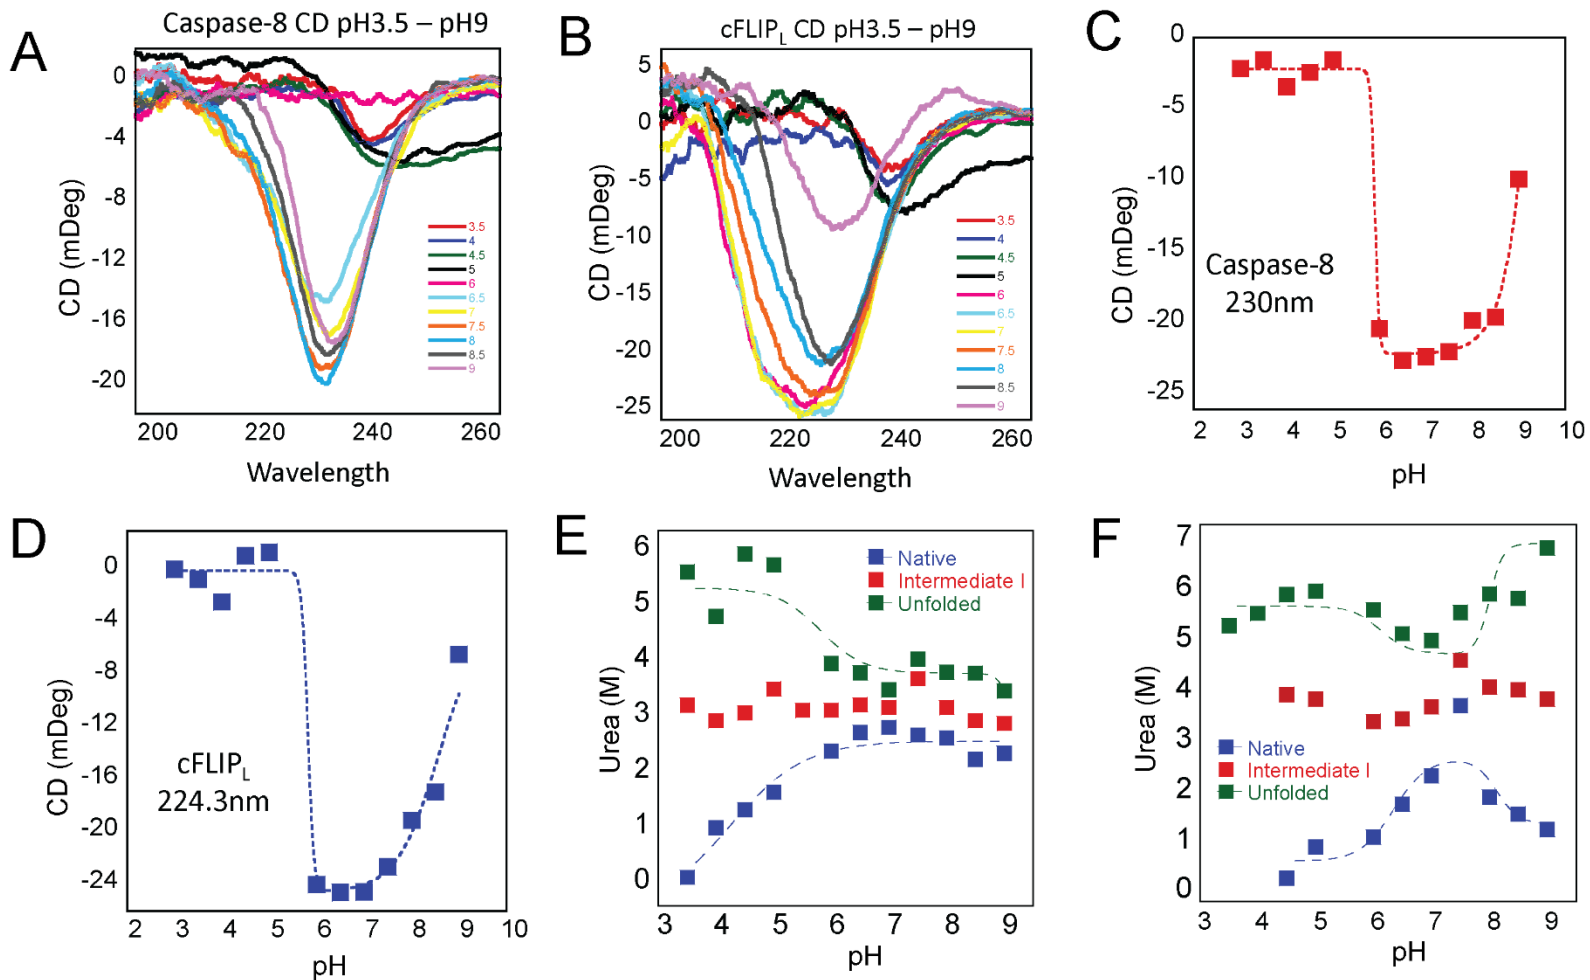 A
Caspase-8 CD pH3.5 – pH9
0
-4
-8
-12
-16
-20
CD (mDeg)
3.5
4
4.5
5
6
6.5
7
7.5
8
8.5
9
200 220 240 260
Wavelength
B
cFLIPL CD pH3.5 – pH9
5
0
-5
-10
-15
-20
-25
CD (mDeg)
3.5
4
4.5
5
6
6.5
7
7.5
8
8.5
9
200 220 240 260
Wavelength
C
0
-5
-10
-15
-20
-25
CD (mDeg)
Caspase-8
230nm
2 3 4 5 6 7 8 9 10
pH
D
0
-4
-8
-12
-16
-20
-24
CD (mDeg)
cFLIPL
224.3nm
2 3 4 5 6 7 8 9 10
pH
E
6
5
4
3
2
1
0
Urea (M)
Native
Intermediate I
Unfolded
3 4 5 6 7 8 9
pH
F
7
6
5
4
3
2
1
0
Urea (M)
Native
Intermediate I
Unfolded
3 4 5 6 7 8 9
pH